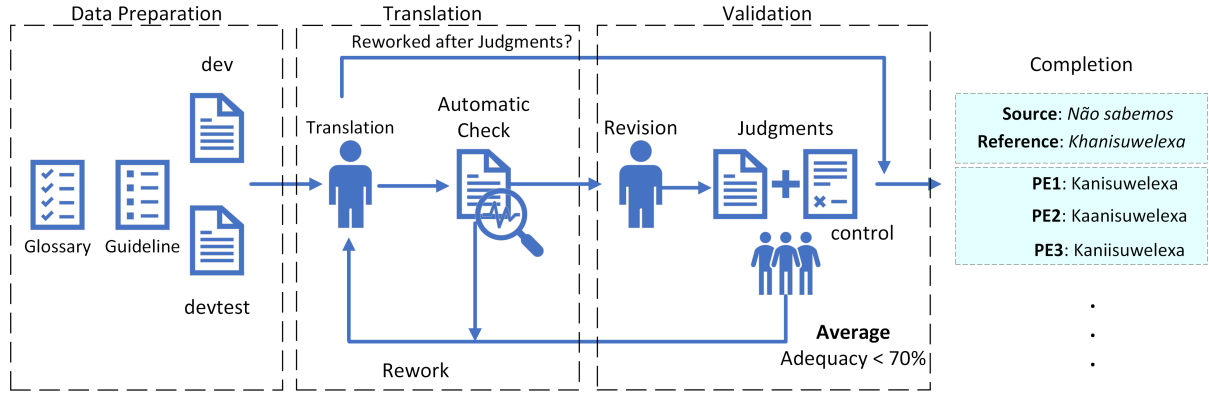 Data Preparation
dev
Glossary
Guideline
devtest
Translation
Reworked after Judgments?
Translation
Automatic
Check
Rework
Validation
Revision
Judgments
control
Average
Adequacy < 70%
Completion
Source: Não sabemos
Reference: Khanisuwelexa
PE1: Kanisuwelexa
PE2: Kaanisuwelexa
PE3: Kaniisuwelexa
.
.
.